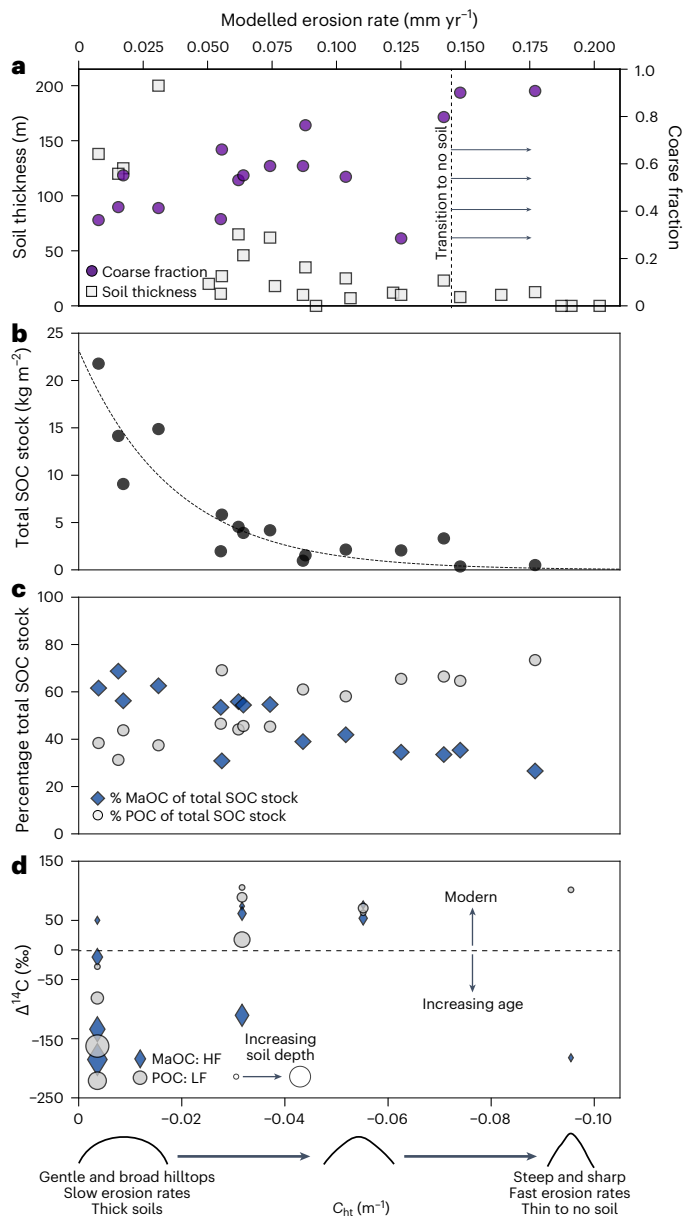 Modelled erosion rate (mm yr⁻¹)
0 0.025 0.050 0.075 0.100 0.125 0.150 0.175 0.200
a
Soil thickness (m)
200
150
100
50
0
Transition to no soil
1.0
0.8
0.6
0.4
0.2
0
Coarse fraction
Coarse fraction
Soil thickness
b
Total SOC stock (kg m⁻²)
25
20
15
10
5
0
c
Percentage total SOC stock
100
80
60
40
20
0
% MaOC of total SOC stock
% POC of total SOC stock
d
Δ¹⁴C (‰)
150
50
0
−50
−150
−250
Modern
Increasing age
Increasing
soil depth
MaOC: HF
POC: LF
0 −0.02 −0.04 −0.06 −0.08 −0.10
Gentle and broad hilltops
Slow erosion rates
Thick soils
Cht (m⁻¹)
Steep and sharp
Fast erosion rates
Thin to no soil